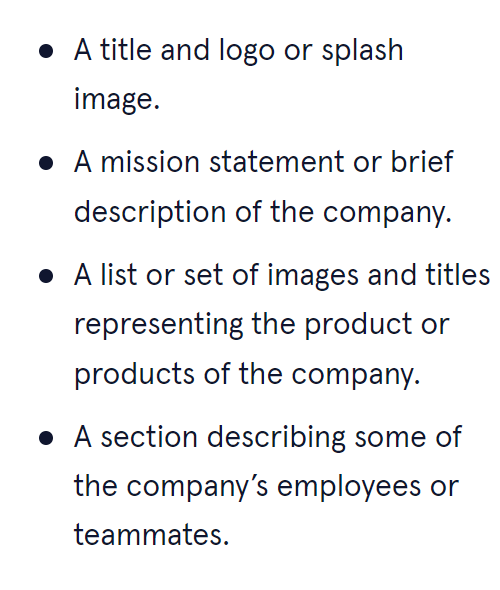 • A title and logo or splash
image.
• A mission statement or brief
description of the company.
• A list or set of images and titles
representing the product or
products of the company.
• A section describing some of
the company’s employees or
teammates.